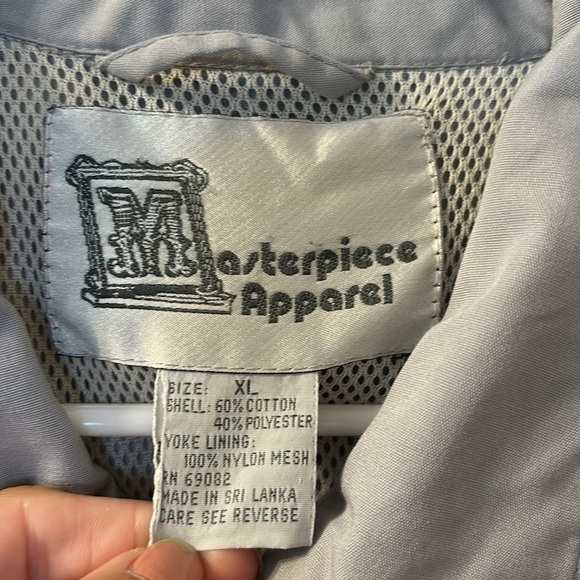 Masterpiece
Apparel
SIZE: XL
SHELL: 60% COTTON
40% POLYESTER
YOKE LINING:
100% NYLON MESH
RN 69082
MADE IN SRI LANKA
CARE SEE REVERSE